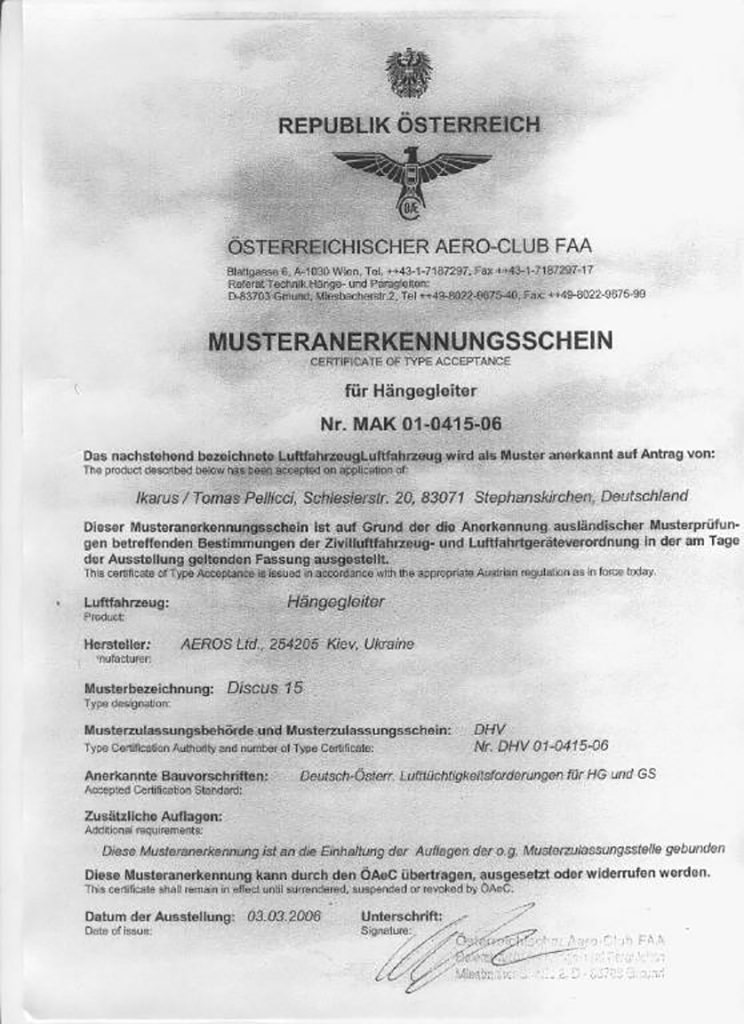 REPUBLIK ÖSTERREICH
ÖSTERREICHISCHER AERO-CLUB FAA
Blattgasse 6, A-1030 Wien, Tel. ++43-1-7187297, Fax ++43-1-7187297-17
Referat Technik Hänge- und Paragleiten:
D-83703 Gmund, Miesbacherstr.2, Tel ++49-8022-9675-40, Fax: ++49-8022-9675-99
MUSTERANERKENNUNGSSCHEIN
CERTIFICATE OF TYPE ACCEPTANCE
für Hängegleiter
Nr. MAK 01-0415-06
Das nachstehend bezeichnete LuftfahrzeugLuftfahrzeug wird als Muster anerkannt auf Antrag von:
The product described below has been accepted on application of:
Ikarus / Tomas Pellicci, Schlesierstr. 20, 83071 Stephanskirchen, Deutschland
Dieser Musteranerkennungsschein ist auf Grund der die Anerkennung ausländischer Musterprüfun-
gen betreffenden Bestimmungen der Zivilluftfahrzeug- und Luftfahrtgeräteverordnung in der am Tage
der Ausstellung geltenden Fassung ausgestellt.
This certificate of Type Acceptance is issued in accordance with the appropriate Austrian regulation as in force today.
Luftfahrzeug: Hängegleiter
Product:
Hersteller: AEROS Ltd., 254205 Kiev, Ukraine
nufacturer:
Musterbezeichnung: Discus 15
Type designation:
Musterzulassungsbehörde und Musterzulassungsschein: DHV
Type Certification Authority and number of Type Certificate: Nr. DHV 01-0415-06
Anerkannte Bauvorschriften: Deutsch-Österr. Lufttüchtigkeitsforderungen für HG und GS
Accepted Certification Standard:
Zusätzliche Auflagen:
Additional requirements:
Diese Musteranerkennung ist an die Einhaltung der Auflagen der o.g. Musterzulassungsstelle gebunden
Diese Musteranerkennung kann durch den ÖAeC übertragen, ausgesetzt oder widerrufen werden.
This certificate shall remain in effect until surrendered, suspended or revoked by ÖAeC.
Datum der Ausstellung: 03.03.2006 Unterschrift:
Date of issue: Signature:
Österreichischer Aero-Club FAA